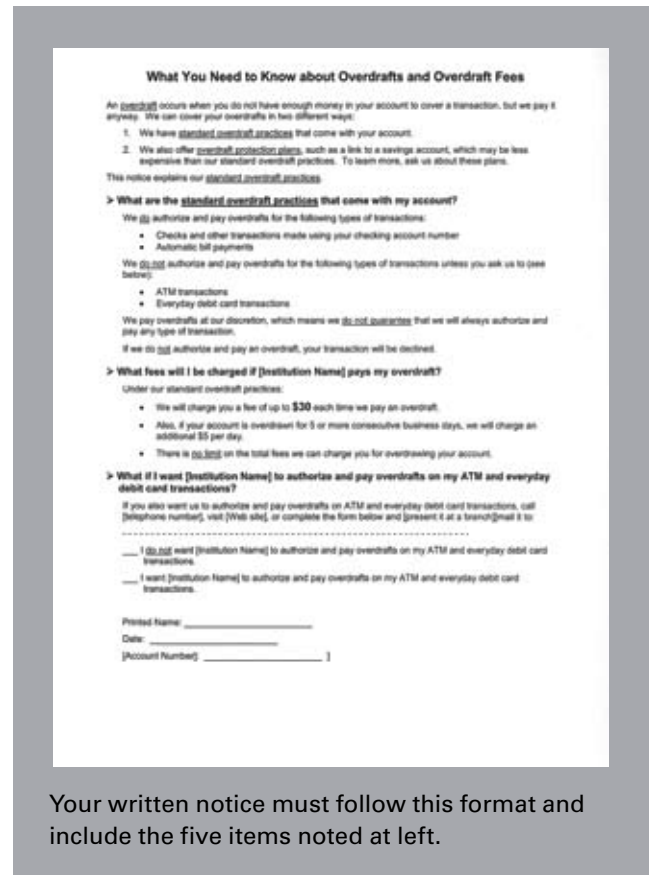 What You Need to Know about Overdrafts and Overdraft Fees
An overdraft occurs when you do not have enough money in your account to cover a transaction, but we pay it
anyway. We can cover your overdrafts in two different ways:
1. We have standard overdraft practices that come with your account.
2. We also offer overdraft protection plans, such as a link to a savings account, which may be less
expensive than our standard overdraft practices. To learn more, ask us about these plans.
This notice explains our standard overdraft practices.
> What are the standard overdraft practices that come with my account?
We do authorize and pay overdrafts for the following types of transactions:
• Checks and other transactions made using your checking account number
• Automatic bill payments
We do not authorize and pay overdrafts for the following types of transactions unless you ask us to (see
below):
• ATM transactions
• Everyday debit card transactions
We pay overdrafts at our discretion, which means we do not guarantee that we will always authorize and
pay any type of transaction.
If we do not authorize and pay an overdraft, your transaction will be declined.
> What fees will I be charged if [Institution Name] pays my overdraft?
Under our standard overdraft practices:
• We will charge you a fee of up to $30 each time we pay an overdraft.
• Also, if your account is overdrawn for 5 or more consecutive business days, we will charge an
additional $5 per day.
• There is no limit on the total fees we can charge you for overdrawing your account.
> What if I want [Institution Name] to authorize and pay overdrafts on my ATM and everyday
debit card transactions?
If you also want us to authorize and pay overdrafts on ATM and everyday debit card transactions, call
[telephone number], visit [Web site], or complete the form below and [present it at a branch][mail it to:
___ I do not want [Institution Name] to authorize and pay overdrafts on my ATM and everyday debit card
transactions.
___ I want [Institution Name] to authorize and pay overdrafts on my ATM and everyday debit card
transactions.
Printed Name: ___
Date: ___
[Account Number]: ___ ]
Your written notice must follow this format and
include the five items noted at left.